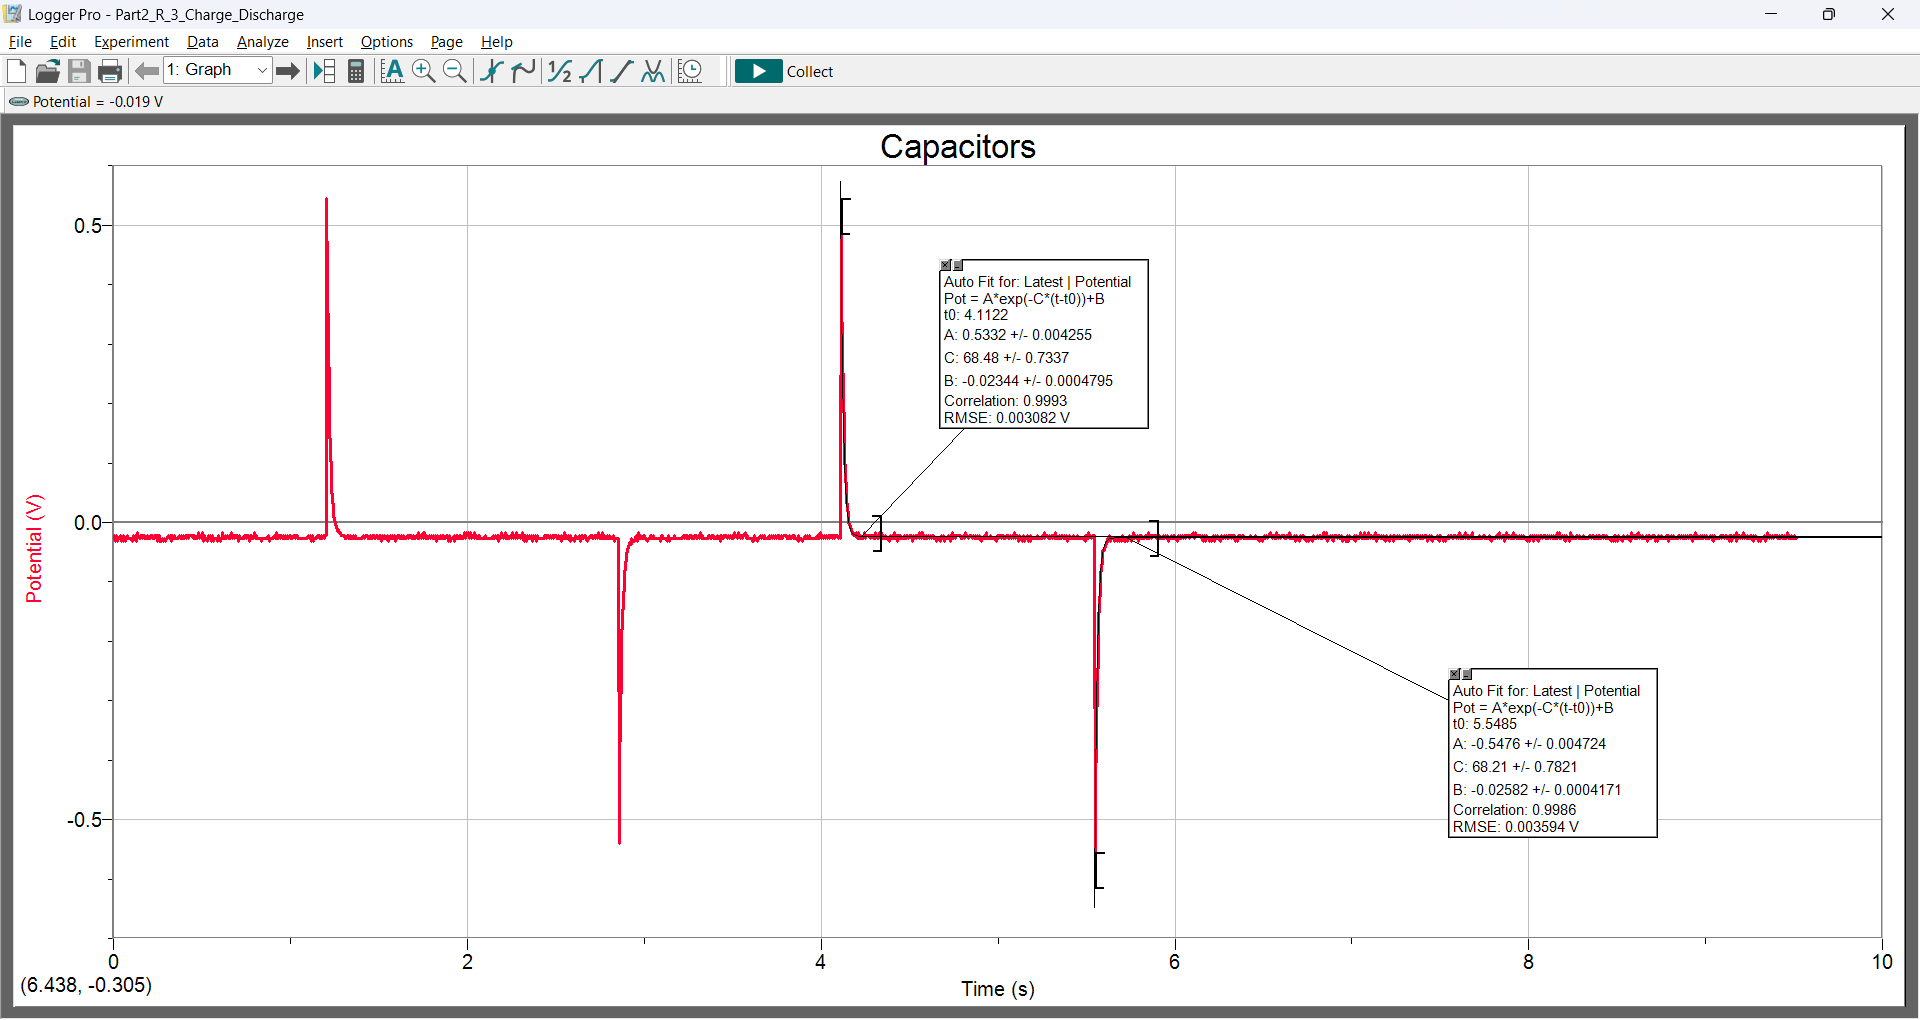 Logger Pro - Part2_R_3_Charge_Discharge
File Edit Experiment Data Analyze Insert Options Page Help
1: Graph
Collect
Potential = -0.019 V
Capacitors
0.5
0.0
-0.5
Potential (V)
Auto Fit for: Latest | Potential
Pot = A*exp(-C*(t-t0))+B
t0: 4.1122
A: 0.5332 +/- 0.004255
C: 68.48 +/- 0.7337
B: -0.02344 +/- 0.0004795
Correlation: 0.9993
RMSE: 0.003082 V
Auto Fit for: Latest | Potential
Pot = A*exp(-C*(t-t0))+B
t0: 5.5485
A: -0.5476 +/- 0.004724
C: 68.21 +/- 0.7821
B: -0.02582 +/- 0.0004171
Correlation: 0.9986
RMSE: 0.003594 V
0 2 4 6 8 10
(6.438, -0.305)
Time (s)